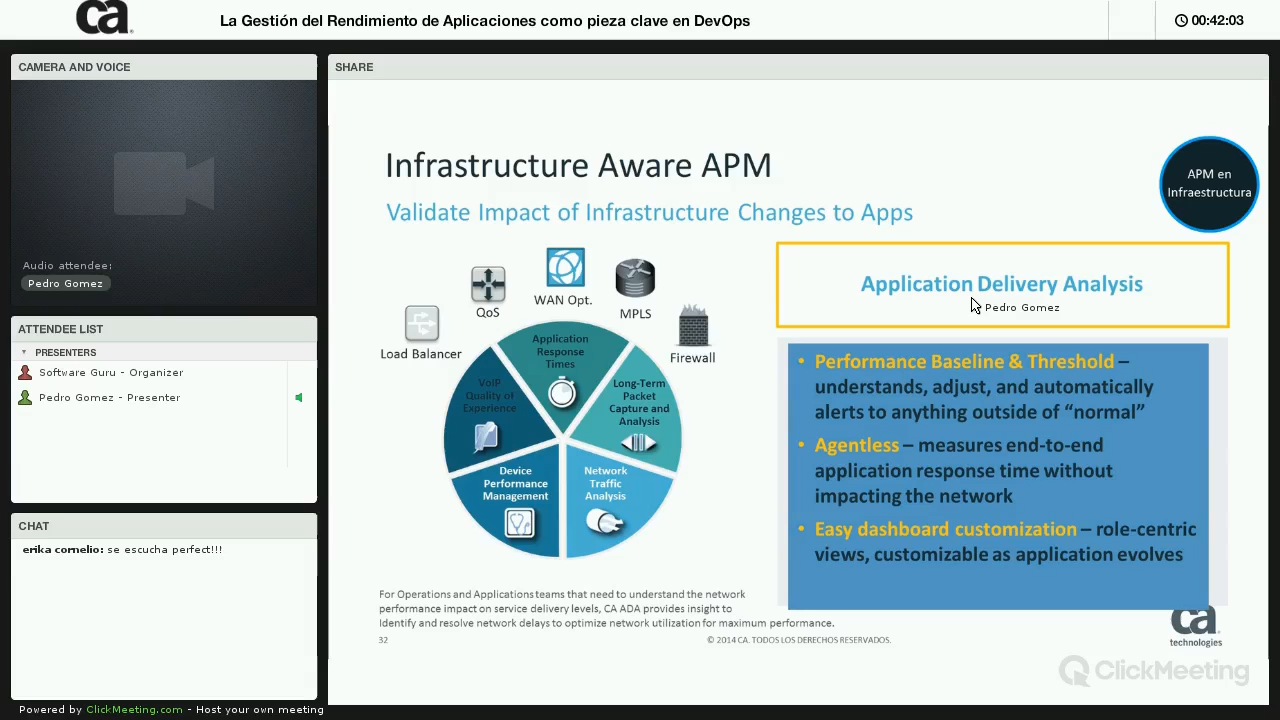 ca
La Gestión del Rendimiento de Aplicaciones como pieza clave en DevOps
00:42:03
CAMERA AND VOICE
Audio attendee:
Pedro Gomez
ATTENDEE LIST
PRESENTERS
Software Guru - Organizer
Pedro Gomez - Presenter
CHAT
erika cornelio: se escucha perfect!!!
Powered by ClickMeeting.com - Host your own meeting
SHARE
Infrastructure Aware APM
Validate Impact of Infrastructure Changes to Apps
APM en
Infraestructura
Load Balancer
QoS
WAN Opt.
MPLS
Firewall
Application
Response
Times
VoIP
Quality of
Experience
Long-Term
Packet
Capture and
Analysis
Device
Performance
Management
Network
Traffic
Analysis
Application Delivery Analysis
Pedro Gomez
• Performance Baseline & Threshold –
understands, adjust, and automatically
alerts to anything outside of “normal”
• Agentless – measures end-to-end
application response time without
impacting the network
• Easy dashboard customization – role-centric
views, customizable as application evolves
For Operations and Applications teams that need to understand the network
performance impact on service delivery levels, CA ADA provides insight to
Identify and resolve network delays to optimize network utilization for maximum performance.
32
© 2014 CA. TODOS LOS DERECHOS RESERVADOS.
ca
technologies
ClickMeeting